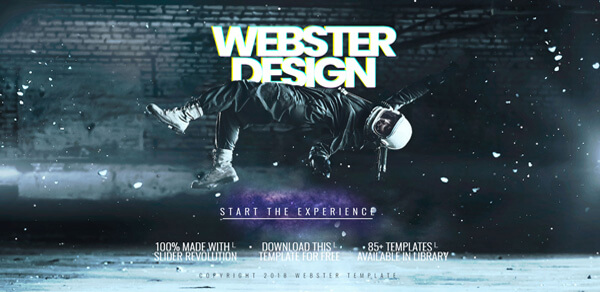 WEBSTER
DESIGN
START THE EXPERIENCE
100% MADE WITH
SLIDER REVOLUTION
DOWNLOAD THIS
TEMPLATE FOR FREE
85+ TEMPLATES
AVAILABLE IN LIBRARY
COPYRIGHT 2018 WEBSTER TEMPLATE